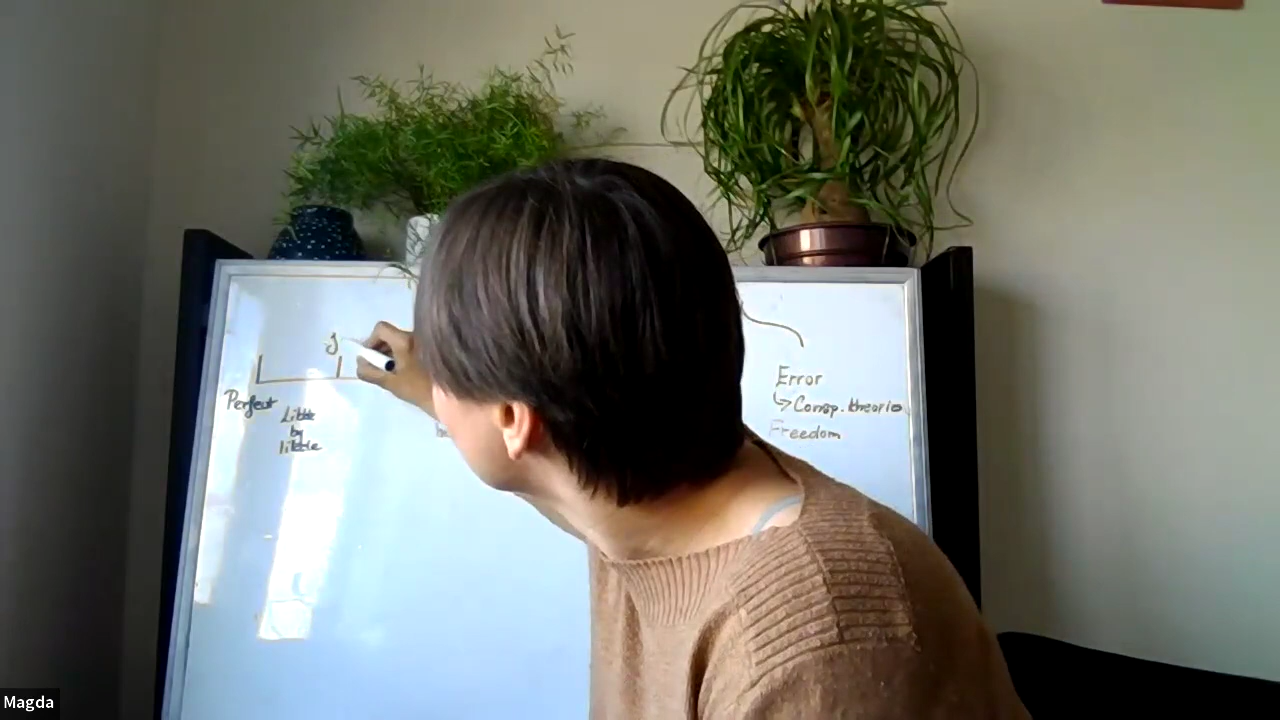 Perfect
Little
by
little
Error
Consp. theorie
Freedom
Magda